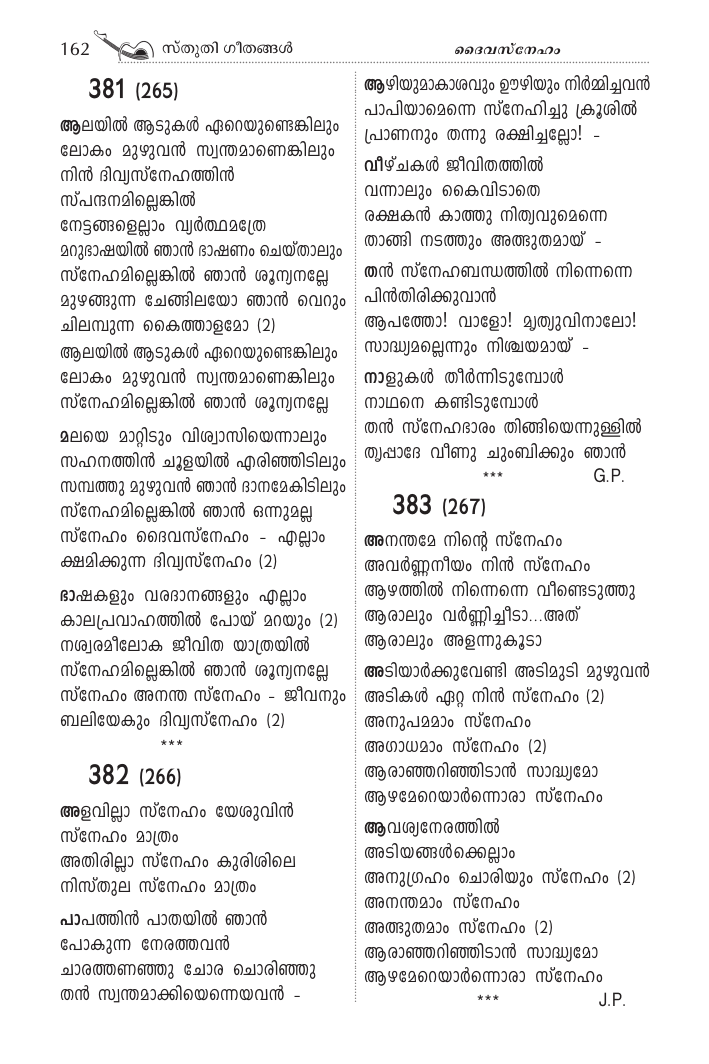 162 സ്തുതി ഗീതങ്ങൾ ദൈവസ്നേഹം
381 (265)
ആലയിൽ ആടുകൾ ഏറെയുണ്ടെങ്കിലും
ലോകം മുഴുവൻ സ്വന്തമാണെങ്കിലും
നിൻ ദിവ്യസ്നേഹത്തിൻ
സ്പന്ദനമില്ലെങ്കിൽ
നേട്ടങ്ങളെല്ലാം വ്യർത്ഥമത്രേ
മറുഭാഷയിൽ ഞാൻ ഭാഷണം ചെയ്താലും
സ്നേഹമില്ലെങ്കിൽ ഞാൻ ശൂന്യനല്ലേ
മുഴങ്ങുന്ന ചേങ്ങിലയോ ഞാൻ വെറും
ചിലമ്പുന്ന കൈത്താളമോ (2)
ആലയിൽ ആടുകൾ ഏറെയുണ്ടെങ്കിലും
ലോകം മുഴുവൻ സ്വന്തമാണെങ്കിലും
സ്നേഹമില്ലെങ്കിൽ ഞാൻ ശൂന്യനല്ലേ
മലയെ മാറ്റിടും വിശ്വാസിയെന്നാലും
സഹനത്തിൻ ചൂളയിൽ എരിഞ്ഞിടിലും
സമ്പത്തു മുഴുവൻ ഞാൻ ദാനമേകിടിലും
സ്നേഹമില്ലെങ്കിൽ ഞാൻ ഒന്നുമല്ല
സ്നേഹം ദൈവസ്നേഹം – എല്ലാം
ക്ഷമിക്കുന്ന ദിവ്യസ്നേഹം (2)
ഭാഷകളും വരദാനങ്ങളും എല്ലാം
കാലപ്രവാഹത്തിൽ പോയ് മറയും (2)
നശ്വരമീലോക ജീവിത യാത്രയിൽ
സ്നേഹമില്ലെങ്കിൽ ഞാൻ ശൂന്യനല്ലേ
സ്നേഹം അനന്ത സ്നേഹം – ജീവനും
ബലിയേകും ദിവ്യസ്നേഹം (2)
***
382 (266)
അളവില്ലാ സ്നേഹം യേശുവിൻ
സ്നേഹം മാത്രം
അതിരില്ലാ സ്നേഹം കുരിശിലെ
നിസ്തുല സ്നേഹം മാത്രം
പാപത്തിൻ പാതയിൽ ഞാൻ
പോകുന്ന നേരത്തവൻ
ചാരത്തണഞ്ഞു ചോര ചൊരിഞ്ഞു
തൻ സ്വന്തമാക്കിയെന്നെയവൻ –
ആഴിയുമാകാശവും ഊഴിയും നിർമ്മിച്ചവൻ
പാപിയാമെന്നെ സ്നേഹിച്ചു ക്രൂശിൽ
പ്രാണനും തന്നു രക്ഷിച്ചല്ലോ! –
വീഴ്ചകൾ ജീവിതത്തിൽ
വന്നാലും കൈവിടാതെ
രക്ഷകൻ കാത്തു നിത്യവുമെന്നെ
താങ്ങി നടത്തും അത്ഭുതമായ് –
തൻ സ്നേഹബന്ധത്തിൽ നിന്നെന്നെ
പിൻതിരിക്കുവാൻ
ആപത്തോ! വാളോ! മൃത്യുവിനാലോ!
സാദ്ധ്യമല്ലെന്നും നിശ്ചയമായ് –
നാളുകൾ തീർന്നിടുമ്പോൾ
നാഥനെ കണ്ടിടുമ്പോൾ
തൻ സ്നേഹഭാരം തിങ്ങിയെന്നുള്ളിൽ
തൃപ്പാദേ വീണു ചുംബിക്കും ഞാൻ
*** G.P.
383 (267)
അനന്തമേ നിന്റെ സ്നേഹം
അവർണ്ണനീയം നിൻ സ്നേഹം
ആഴത്തിൽ നിന്നെന്നെ വീണ്ടെടുത്തു
ആരാലും വർണ്ണിച്ചീടാ...അത്
ആരാലും അളന്നുകൂടാ
അടിയാർക്കുവേണ്ടി അടിമുടി മുഴുവൻ
അടികൾ ഏറ്റ നിൻ സ്നേഹം (2)
അനുപമമാം സ്നേഹം
അഗാധമാം സ്നേഹം (2)
ആരാഞ്ഞറിഞ്ഞിടാൻ സാദ്ധ്യമോ
ആഴമേറെയാർന്നൊരാ സ്നേഹം
ആവശ്യനേരത്തിൽ
അടിയങ്ങൾക്കെല്ലാം
അനുഗ്രഹം ചൊരിയും സ്നേഹം (2)
അനന്തമാം സ്നേഹം
അത്ഭുതമാം സ്നേഹം (2)
ആരാഞ്ഞറിഞ്ഞിടാൻ സാദ്ധ്യമോ
ആഴമേറെയാർന്നൊരാ സ്നേഹം
*** J.P.